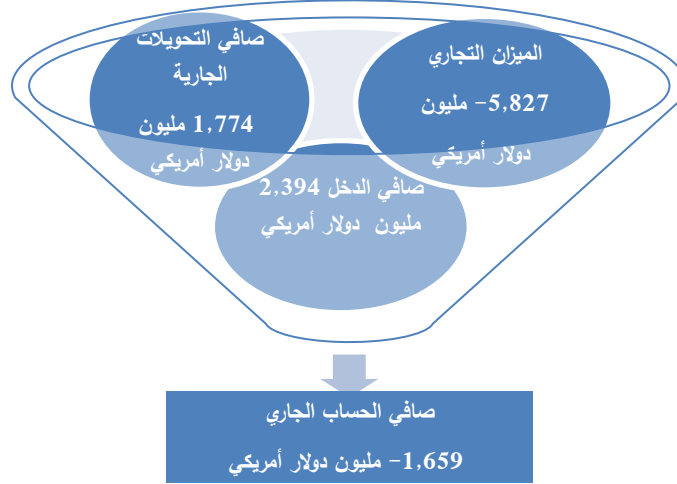 الميزان التجاري
5,827- مليون
دولار أمريكي
صافي التحويلات
الجارية
1,774 مليون
دولار أمريكي
صافي الدخل 2,394
مليون دولار أمريكي
صافي الحساب الجاري
1,659- مليون دولار أمريكي